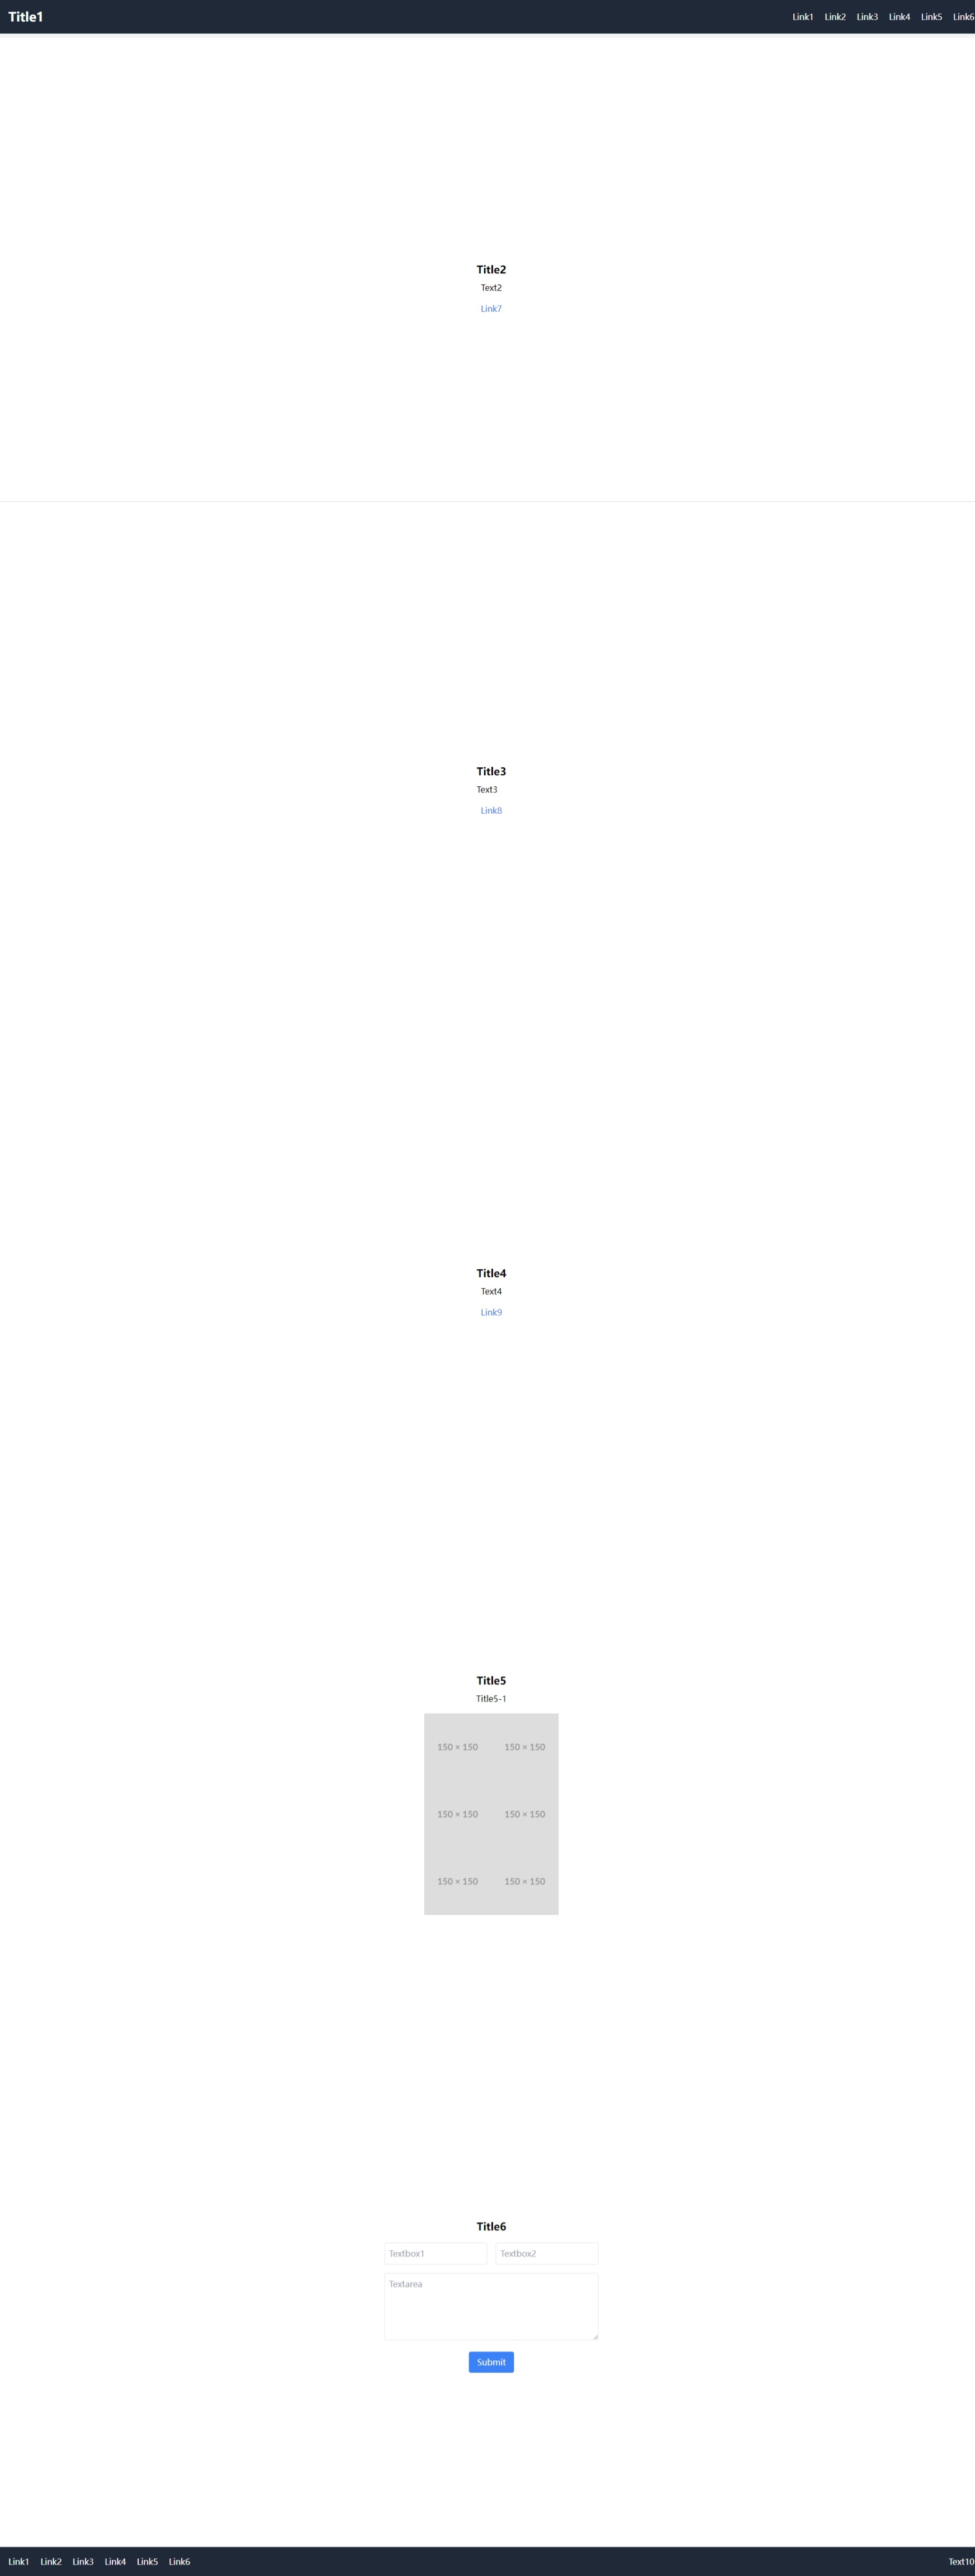 Title1 Link1 Link2 Link3 Link4 Link5 Link6
Title2
Text2
Link7
Title3
Text3
Link8
Title4
Text4
Link9
Title5
Title5-1
150 × 150 150 × 150
150 × 150 150 × 150
150 × 150 150 × 150
Title6
Textbox1 Textbox2
Textarea
Submit
Link1 Link2 Link3 Link4 Link5 Link6 Text10